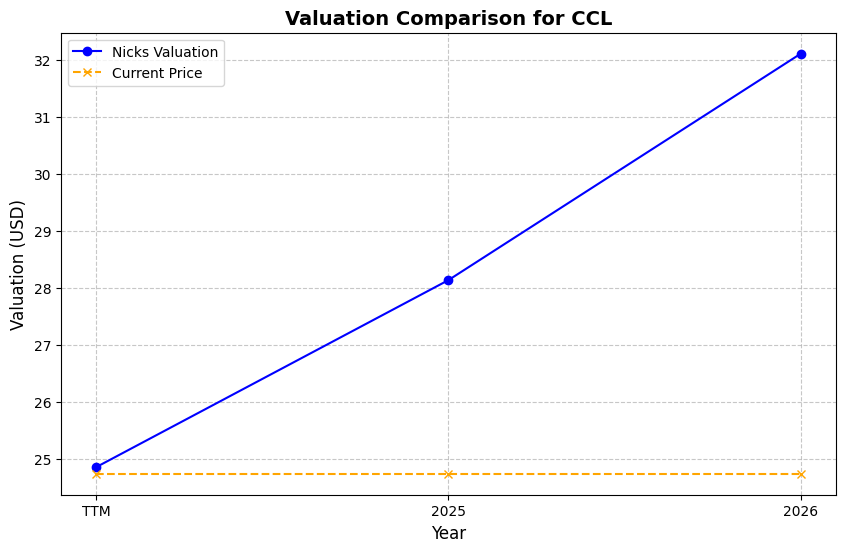 Valuation Comparison for CCL
Nicks Valuation
Current Price
Valuation (USD)
32
31
30
29
28
27
26
25
TTM
2025
2026
Year